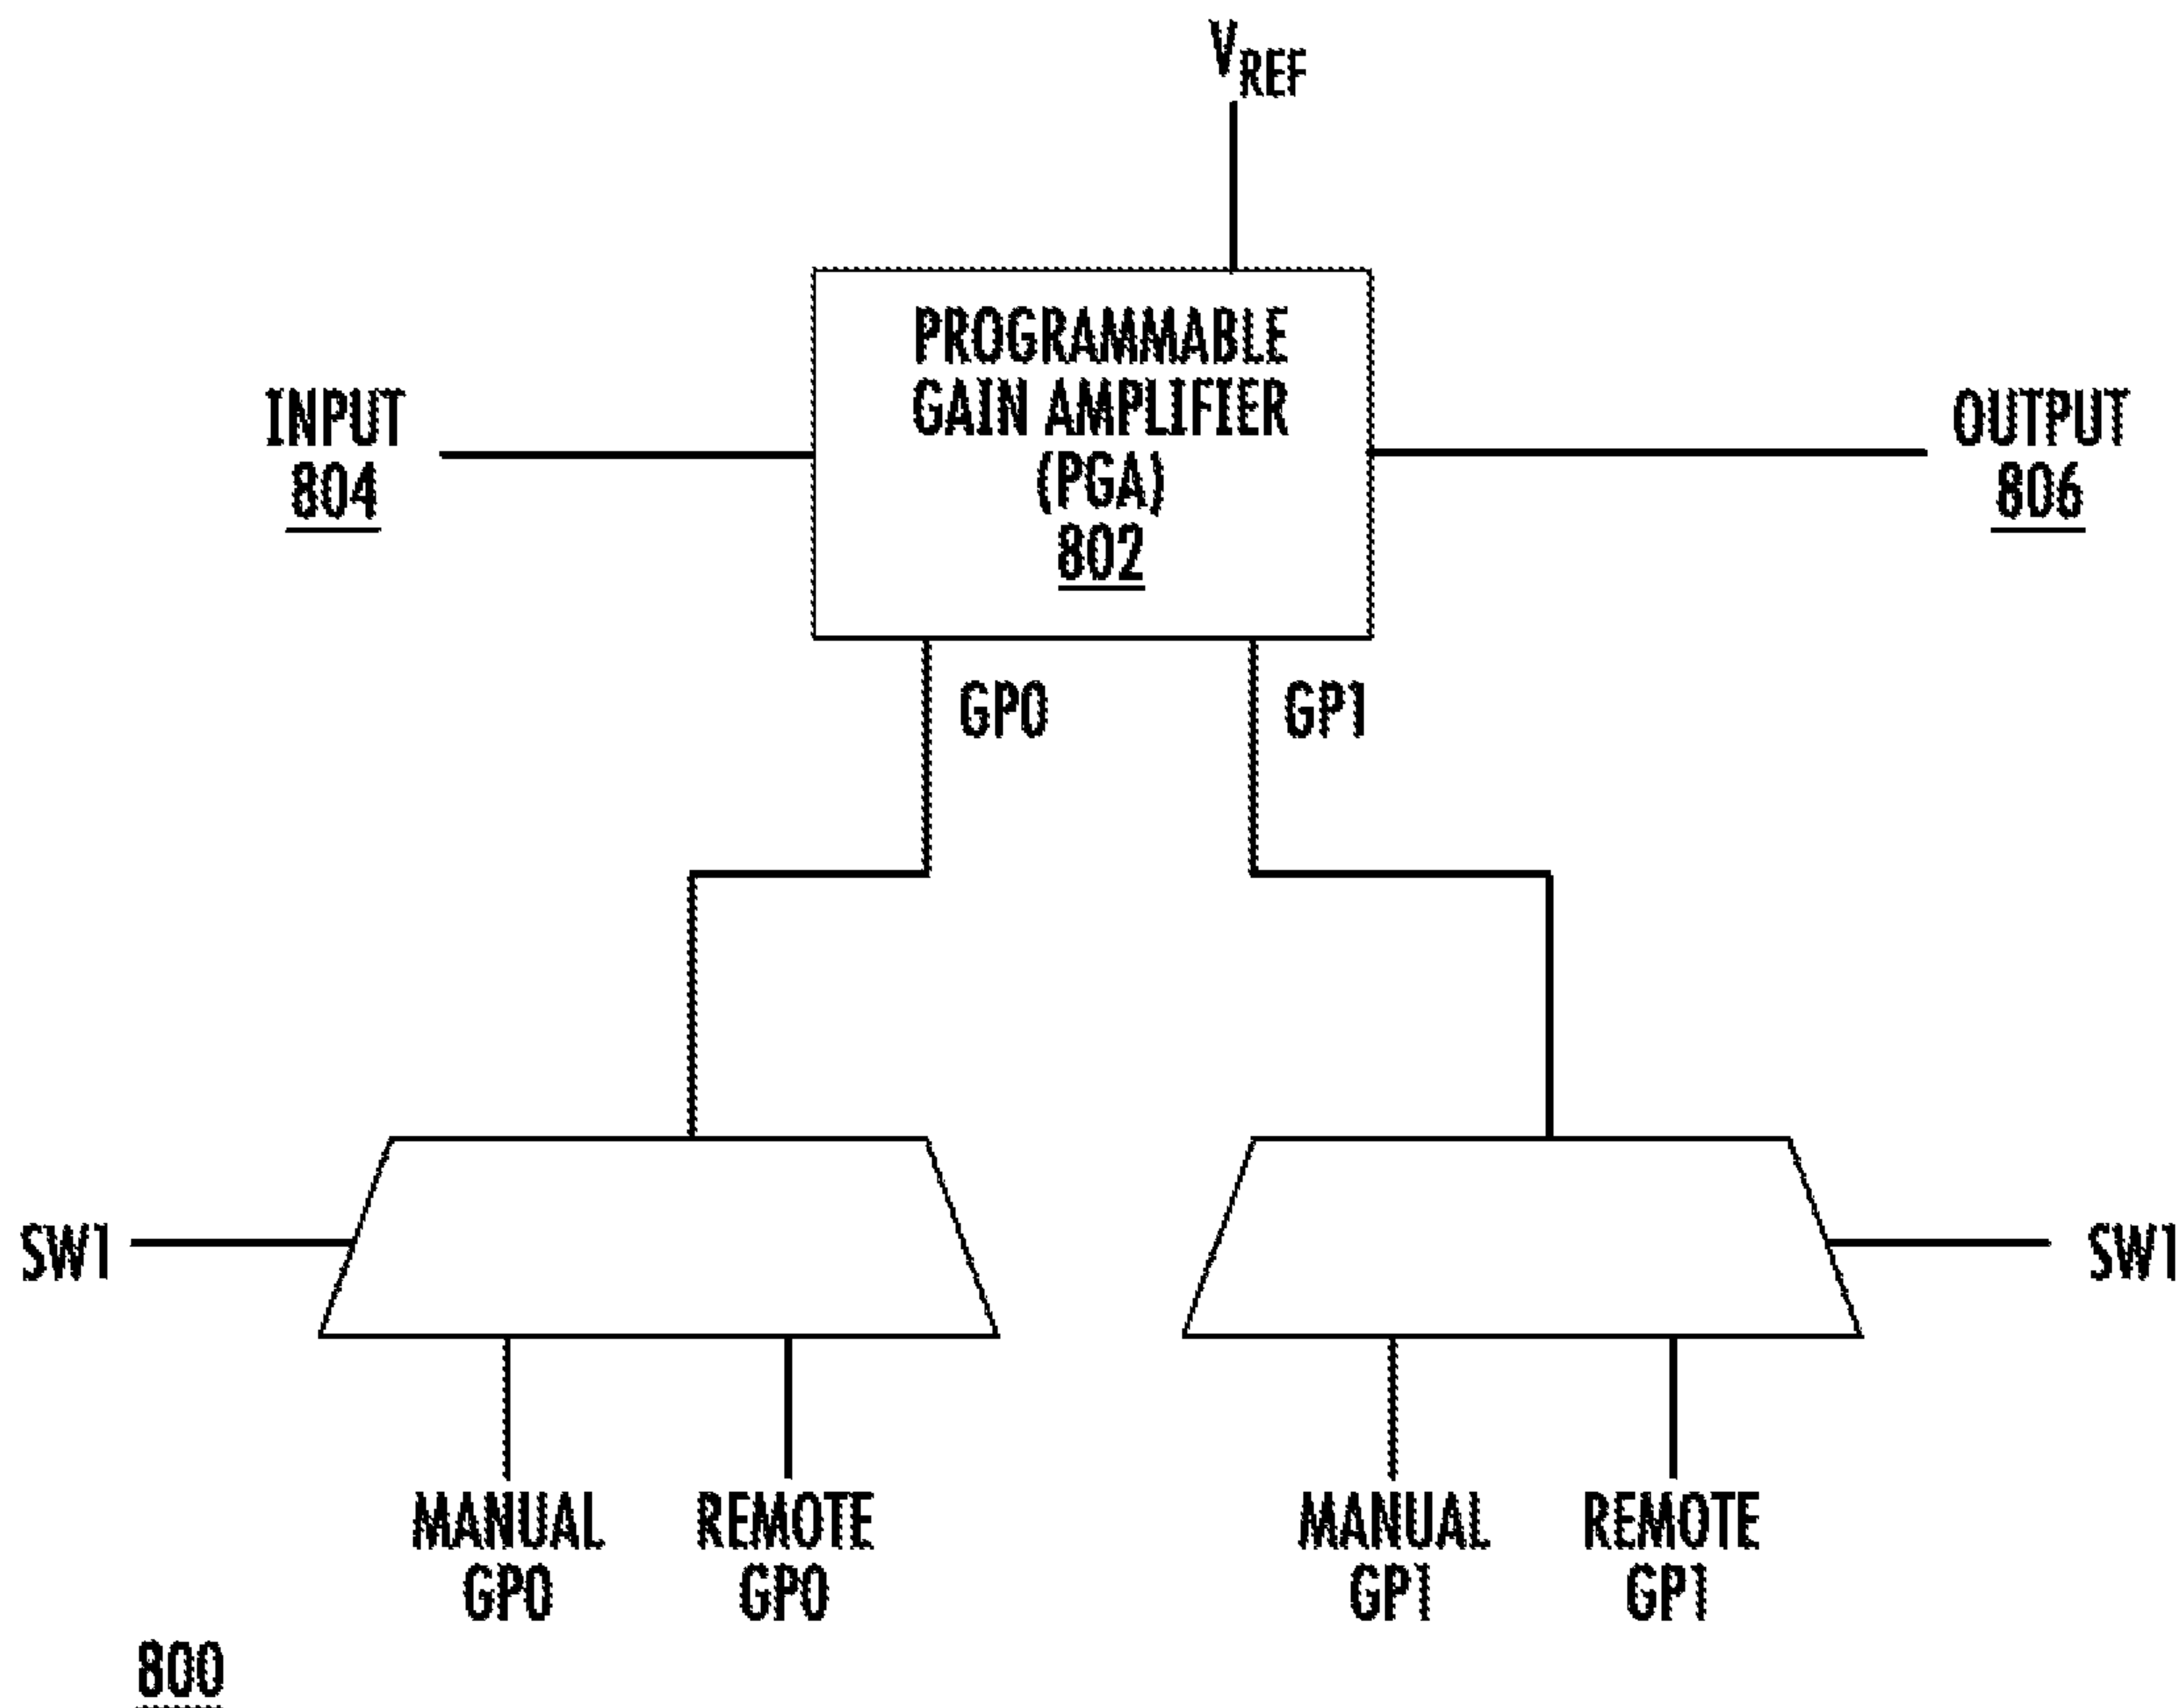 VREF
PROGRAMMABLE
GAIN AMPLIFIER
(PGA)
802
INPUT
804
OUTPUT
806
GP0
GP1
SW1
SW1
MANUAL
GP0
REMOTE
GP0
MANUAL
GP1
REMOTE
GP1
800